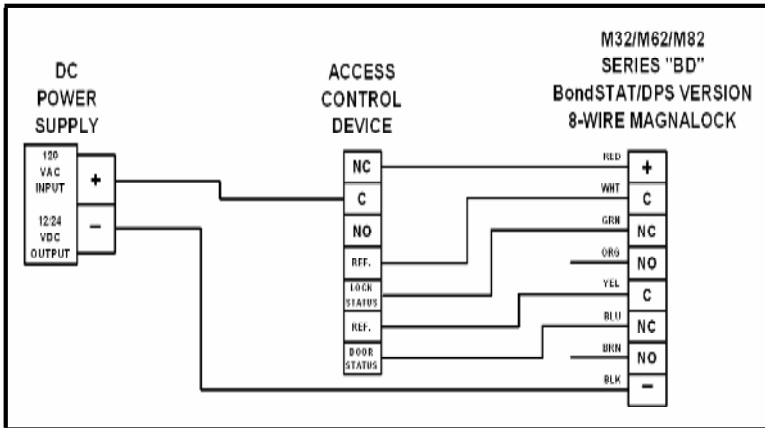 DC
POWER
SUPPLY
120
VAC
INPUT
+
12/24
VDC
OUTPUT
−
ACCESS
CONTROL
DEVICE
NC
C
NO
REF.
LOCK
STATUS
REF.
DOOR
STATUS
M32/M62/M82
SERIES "BD"
BondSTAT/DPS VERSION
8-WIRE MAGNALOCK
RED +
WHT C
GRN NC
ORG NO
YEL C
BLU NC
BRN NO
BLK −